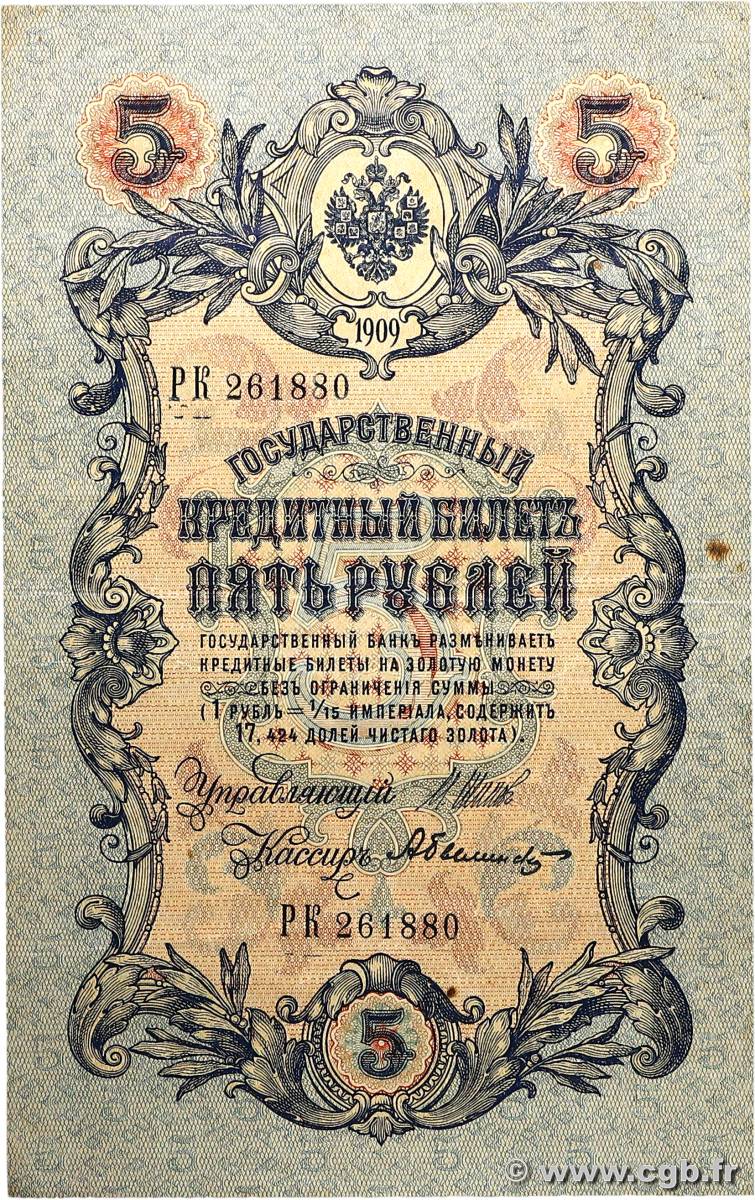 5 5
1909
РК 261880
ГОСУДАРСТВЕННЫЙ
КРЕДИТНЫЙ БИЛЕТЪ
ПЯТЬ РУБЛЕЙ
ГОСУДАРСТВЕННЫЙ БАНКЪ РАЗМѢНИВАЕТЪ
КРЕДИТНЫЕ БИЛЕТЫ НА ЗОЛОТУЮ МОНЕТУ
БЕЗЪ ОГРАНИЧЕНІЯ СУММЫ
(1 РУБЛЬ = 1/15 ИМПЕРІАЛА, СОДЕРЖИТЪ
17,424 ДОЛЕЙ ЧИСТАГО ЗОЛОТА).
Управляющій
Кассиръ
РК 261880
5
© www.cgb.fr